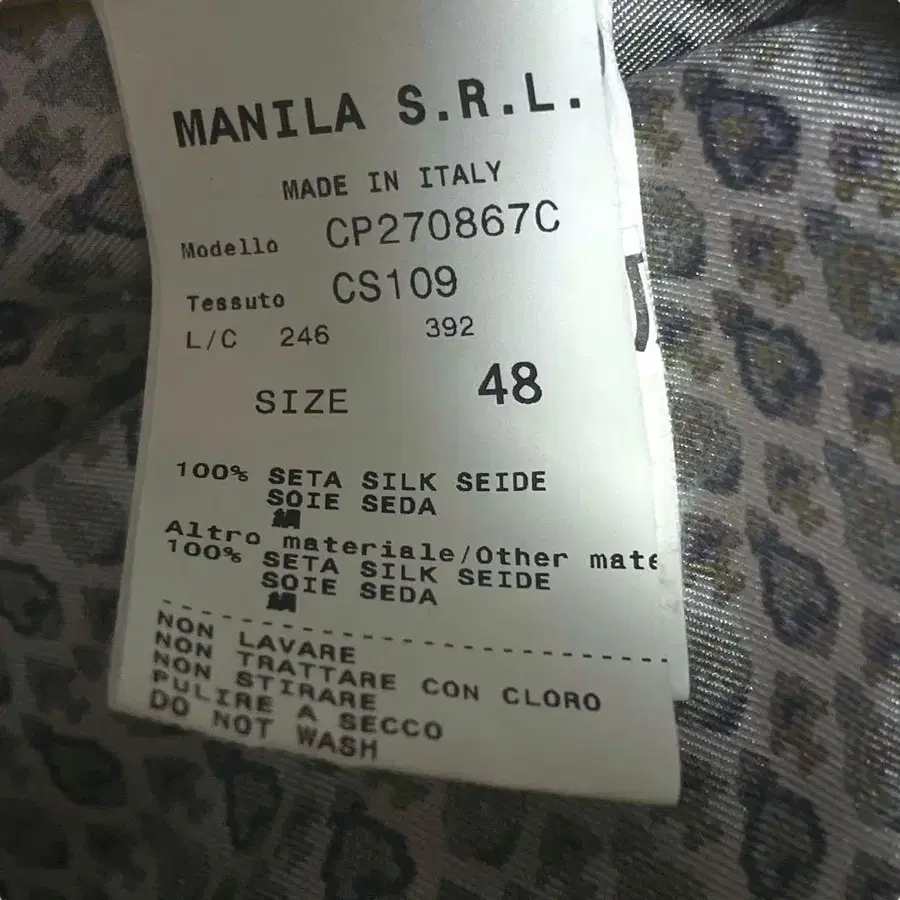 MANILA S.R.L.
MADE IN ITALY
Modello CP270867C
Tessuto CS109
L/C 246 392
SIZE 48
100% SETA SILK SEIDE
SOIE SEDA
Altro materiale/Other mate
100% SETA SILK SEIDE
SOIE SEDA
NON LAVARE
NON TRATTARE CON CLORO
NON STIRARE
PULIRE A SECCO
DO NOT WASH